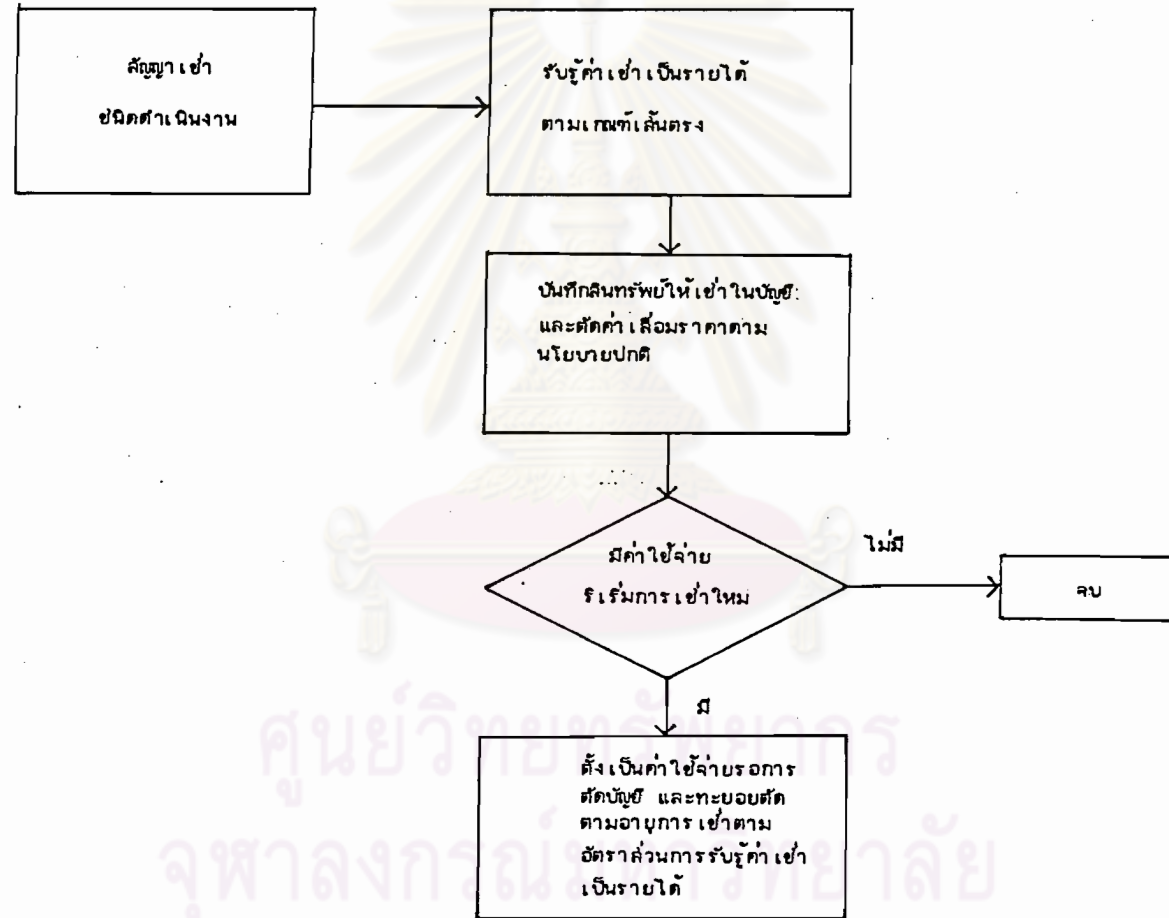 สัญญาเช่า
ชนิดดำเนินงาน
รับรู้ค่าเช่าเป็นรายได้
ตามเกณฑ์เส้นตรง
บันทึกสินทรัพย์ให้เช่าในบัญชี
และตัดค่าเสื่อมราคาตาม
นโยบายปกติ
มีค่าใช้จ่าย
ริเริ่มการเช่าใหม่
ไม่มี
จบ
มี
ตั้งเป็นค่าใช้จ่ายรอการ
ตัดบัญชี และทะยอยตัด
ตามอายุการเช่าตาม
อัตราส่วนการรับรู้ค่าเช่า
เป็นรายได้
ศูนย์วิทยทรัพยากร
จุฬาลงกรณ์มหาวิทยาลัย